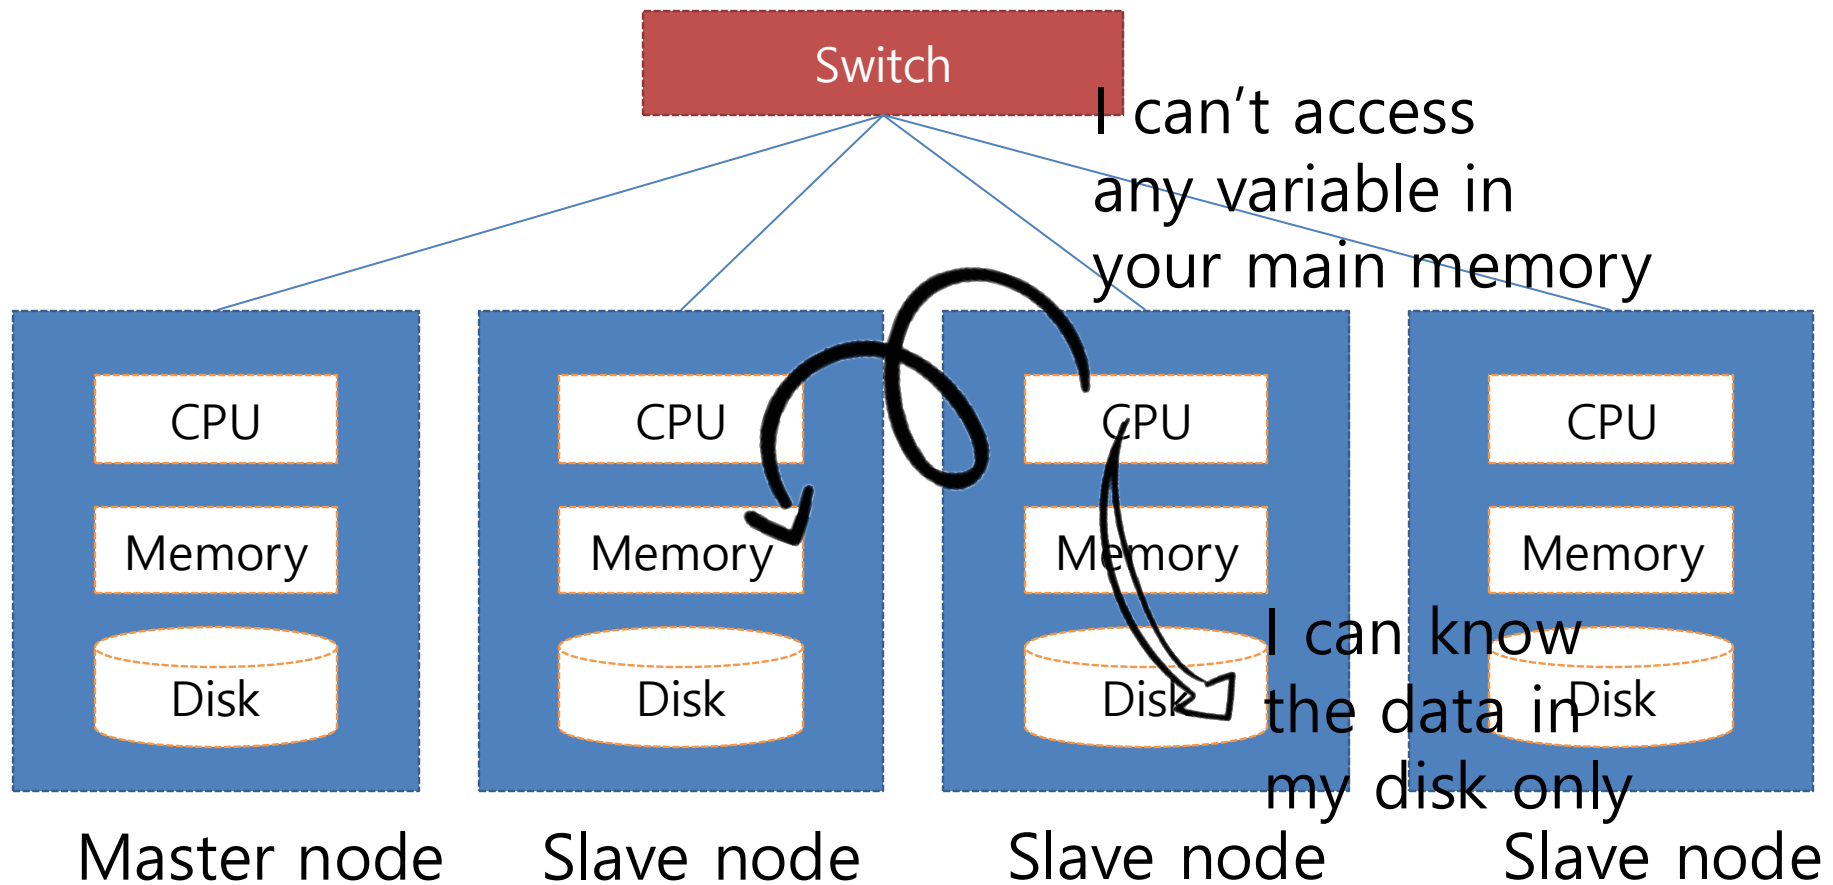 Switch
I can’t access
any variable in
your main memory
CPU
CPU
CPU
CPU
Memory
Memory
Memory
Memory
Disk
Disk
Disk
Disk
I can know
the data in
my disk only
Master node
Slave node
Slave node
Slave node